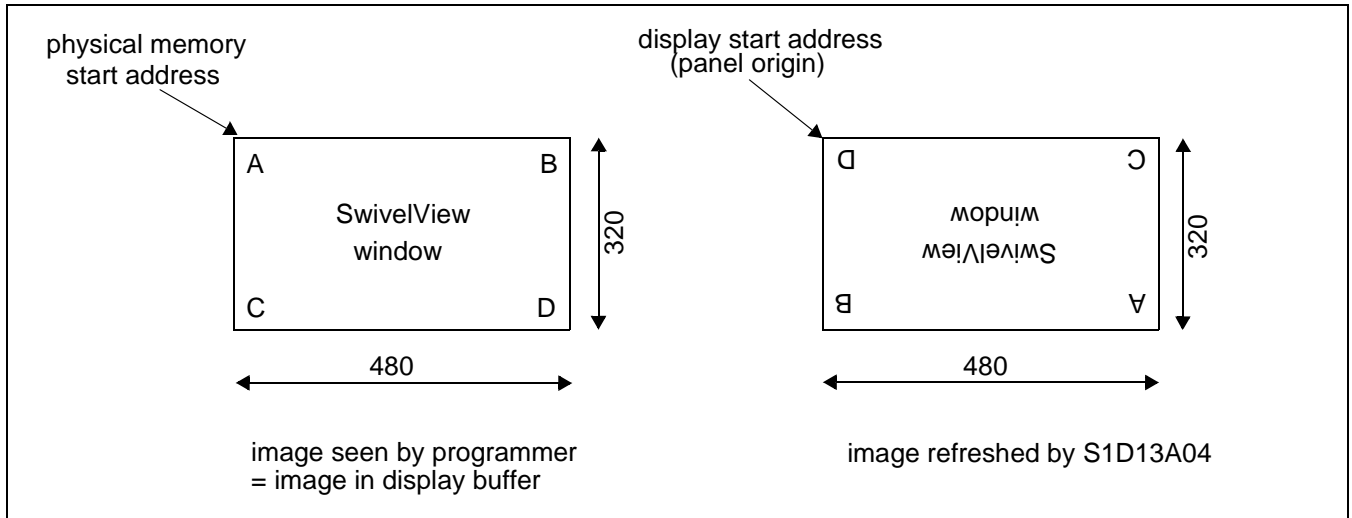 physical memory
start address
display start address
(panel origin)
A
B
SwivelView
window
C
D
320
480
D
C
window
SwivelView
B
A
320
480
image seen by programmer
= image in display buffer
image refreshed by S1D13A04